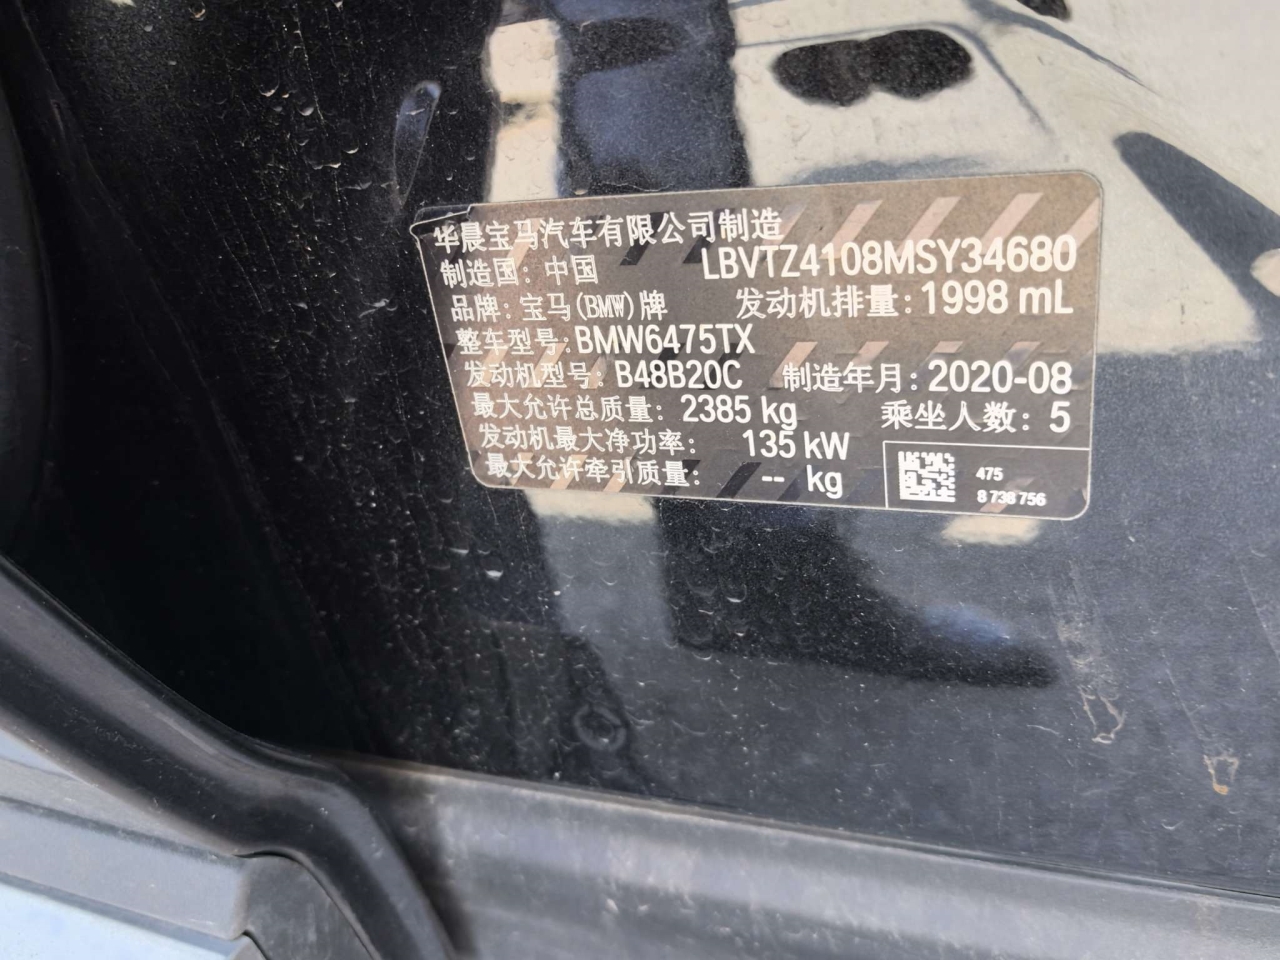 华晨宝马汽车有限公司制造
制造国：中国 LBVTZ4108MSY34680
品牌：宝马(BMW)牌 发动机排量：1998 mL
整车型号：BMW6475TX
发动机型号：B48B20C 制造年月：2020-08
最大允许总质量：2385 kg 乘坐人数：5
发动机最大净功率：135 kW
最大允许牵引质量：-- kg
475
8 738 756